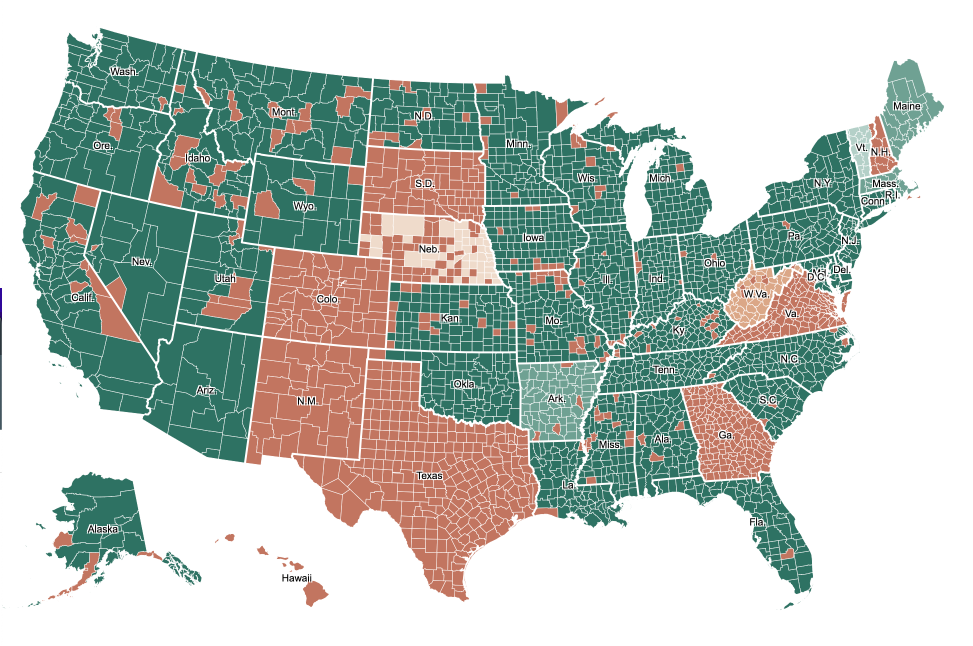 Wash.
Maine
Mont.
N.D.
Minn.
Ore.
Vt.
N.H.
Idaho
Wis.
Mich.
N.Y.
Mass.
S.D.
R.I.
Conn.
Wyo.
Neb.
Iowa
Pa.
N.J.
Nev.
Ohio
Utah
Ill.
Ind.
Del.
D.C.
Calif.
Colo.
W.Va.
Va.
Kan.
Mo.
Ky.
N.C.
Tenn.
Okla.
Ariz.
N.M.
Ark.
S.C.
Ga.
Miss.
Ala.
Texas
La.
Fla.
Alaska
Hawaii